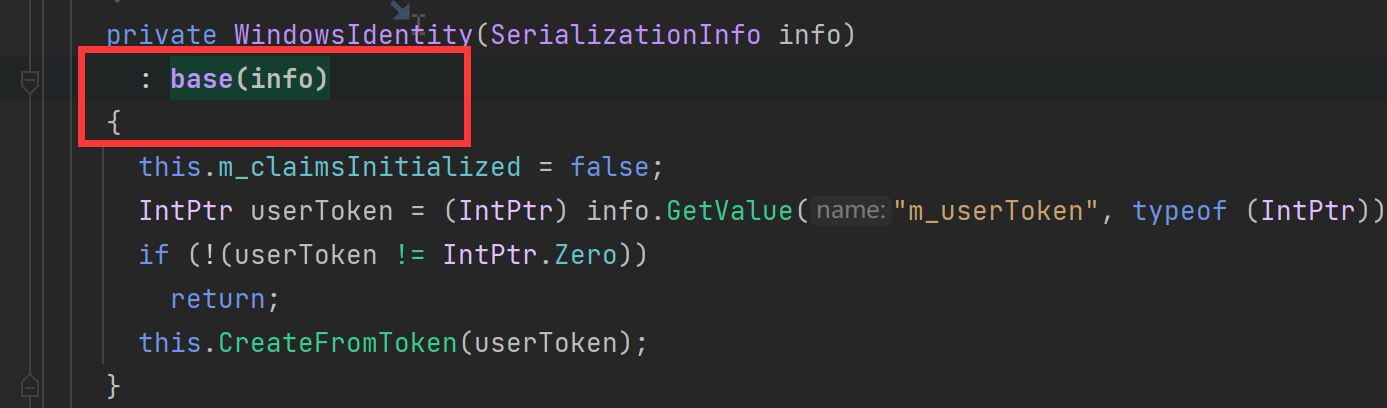 private WindowsIdentity(SerializationInfo info)
: base(info)
{
this.m_claimsInitialized = false;
IntPtr userToken = (IntPtr) info.GetValue(name: "m_userToken", typeof (IntPtr))
if (!(userToken != IntPtr.Zero))
return;
this.CreateFromToken(userToken);
}